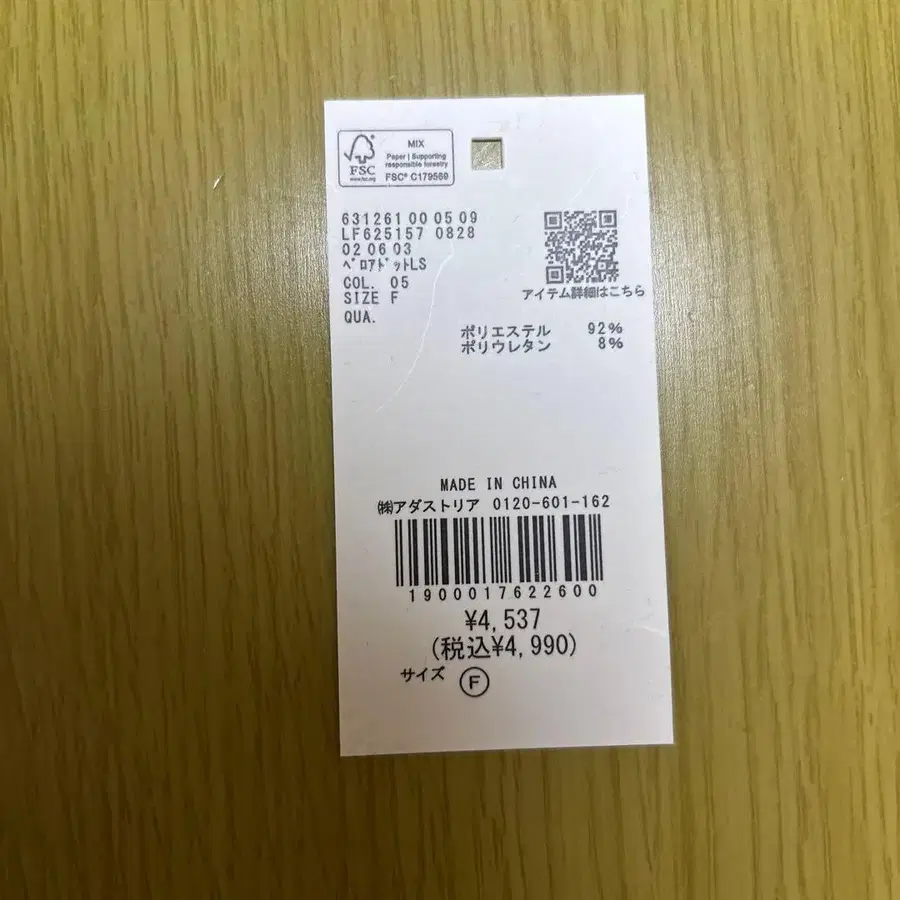 MIX
Paper | Supporting
responsible forestry
FSC® C179569
FSC
www.fsc.org
631261 00 05 09
LF625157 0828
02 06 03
ﾍﾞﾛｱﾄﾞｯﾄLS
COL. 05
SIZE F
QUA.
アイテム詳細はこちら
ポリエステル 92%
ポリウレタン 8%
MADE IN CHINA
㈱アダストリア 0120-601-162
1900017622600
¥4,537
(税込¥4,990)
サイズ F